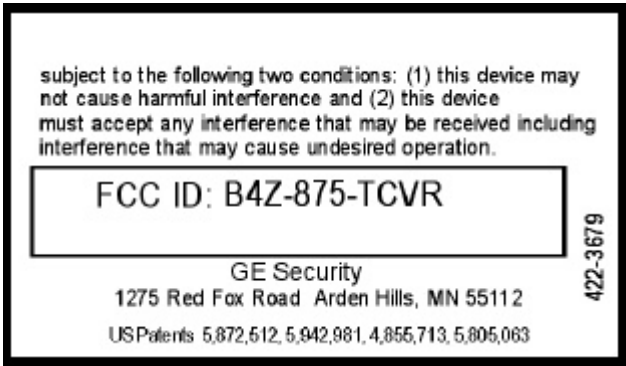 subject to the following two conditions: (1) this device may
not cause harmful interference and (2) this device
must accept any interference that may be received including
interference that may cause undesired operation.
FCC ID: B4Z-875-TCVR
GE Security
1275 Red Fox Road Arden Hills, MN 55112
US Patents 5,872,512, 5,942,981, 4,855,713, 5,805,063
422-3679